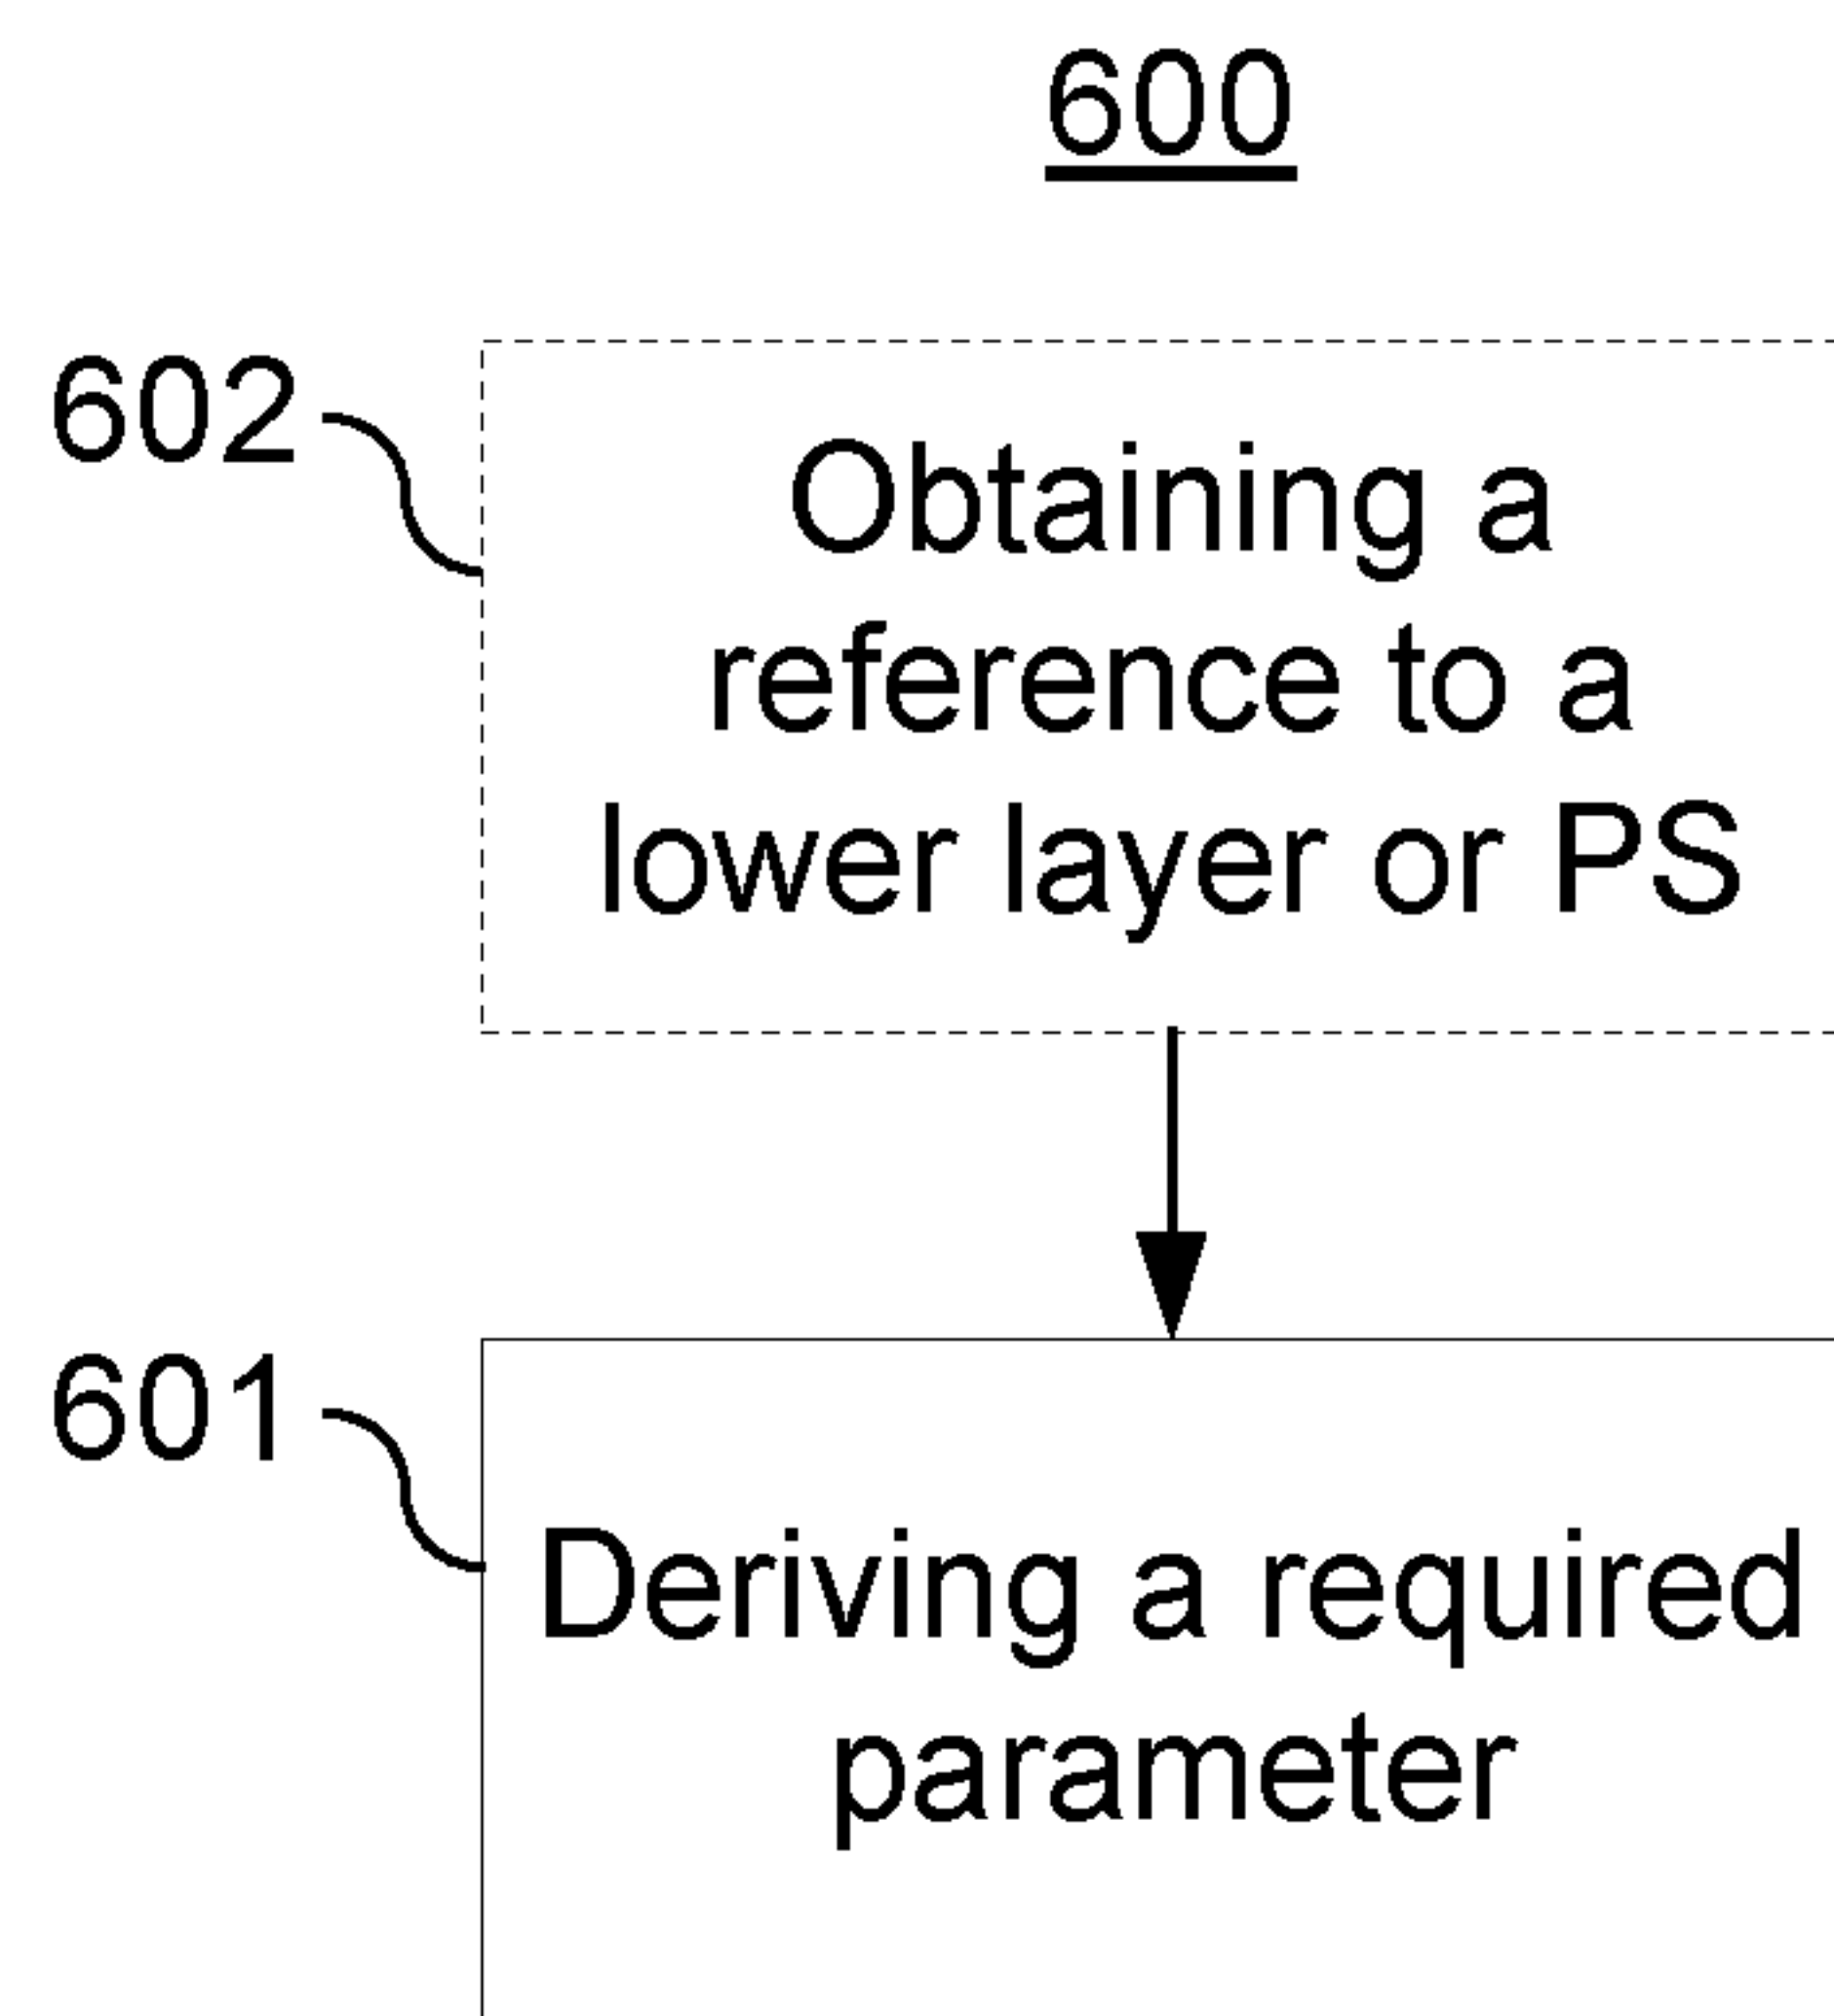 600
602
Obtaining a
reference to a
lower layer or PS
601
Deriving a required
parameter